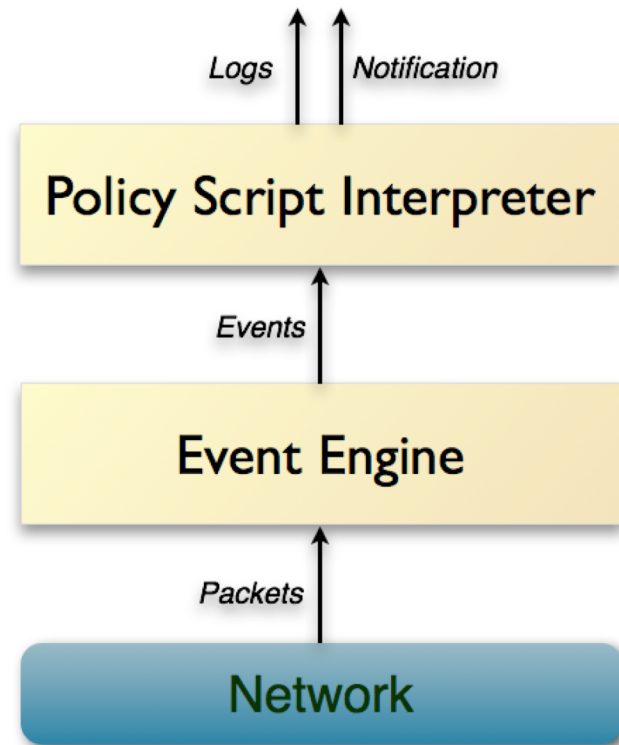 Logs
Notification
Policy Script Interpreter
Events
Event Engine
Packets
Network